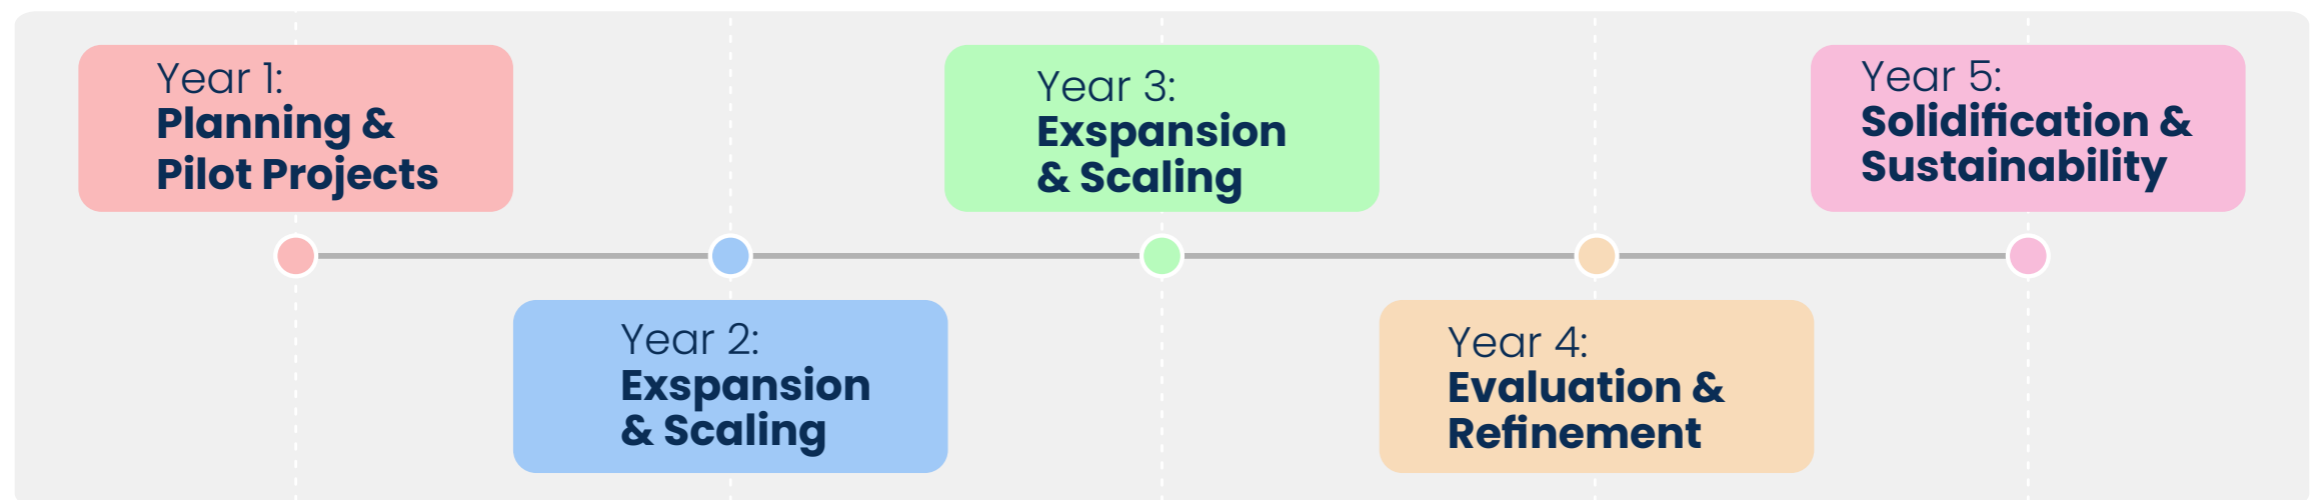 Year 1:
Planning &
Pilot Projects
Year 2:
Exspansion
& Scaling
Year 3:
Exspansion
& Scaling
Year 4:
Evaluation &
Refinement
Year 5:
Solidification &
Sustainability